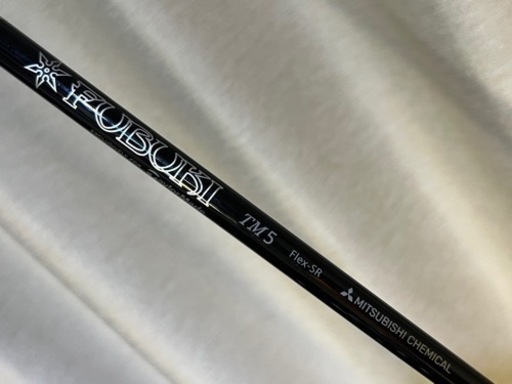 FUBUKI
TM5
Flex-SR
MITSUBISHI CHEMICAL